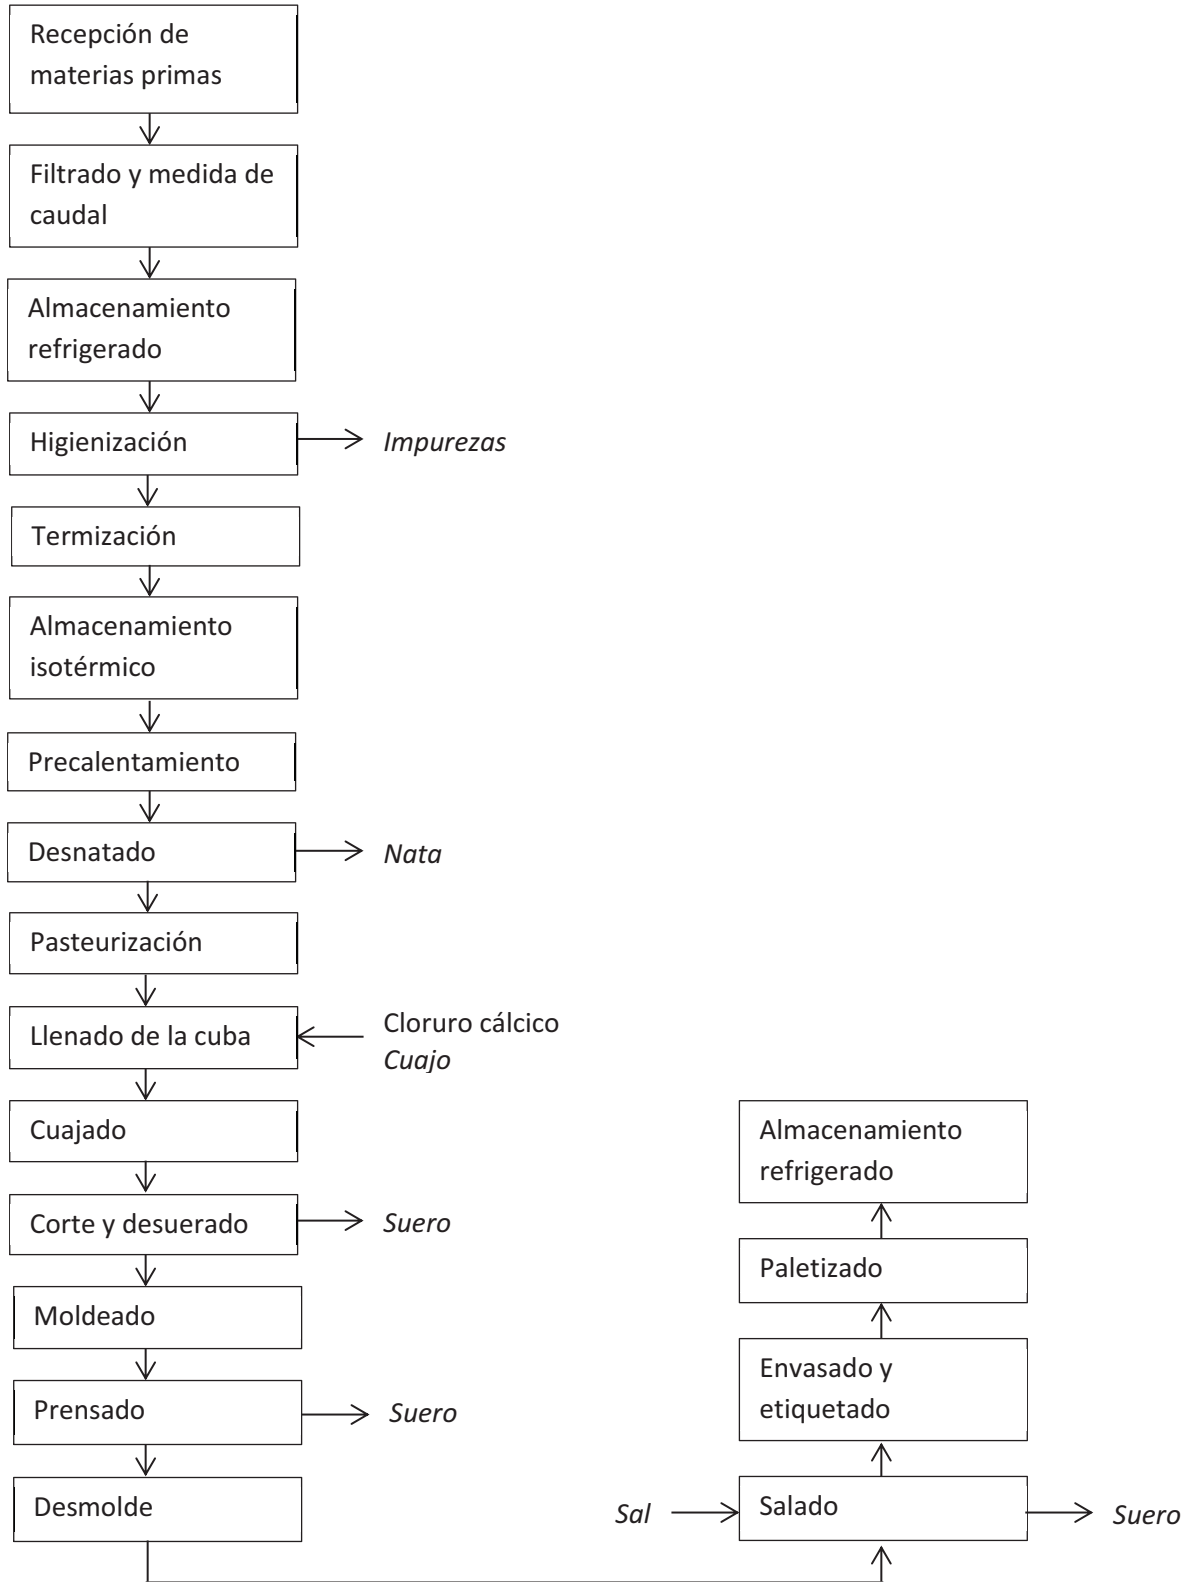 Recepción de
materias primas
Filtrado y medida de
caudal
Almacenamiento
refrigerado
Higienización
Impurezas
Termización
Almacenamiento
isotérmico
Precalentamiento
Desnatado
Nata
Pasteurización
Llenado de la cuba
Cloruro cálcico
Cuajo
Cuajado
Corte y desuerado
Suero
Moldeado
Prensado
Suero
Desmolde
Sal
Salado
Suero
Envasado y
etiquetado
Paletizado
Almacenamiento
refrigerado